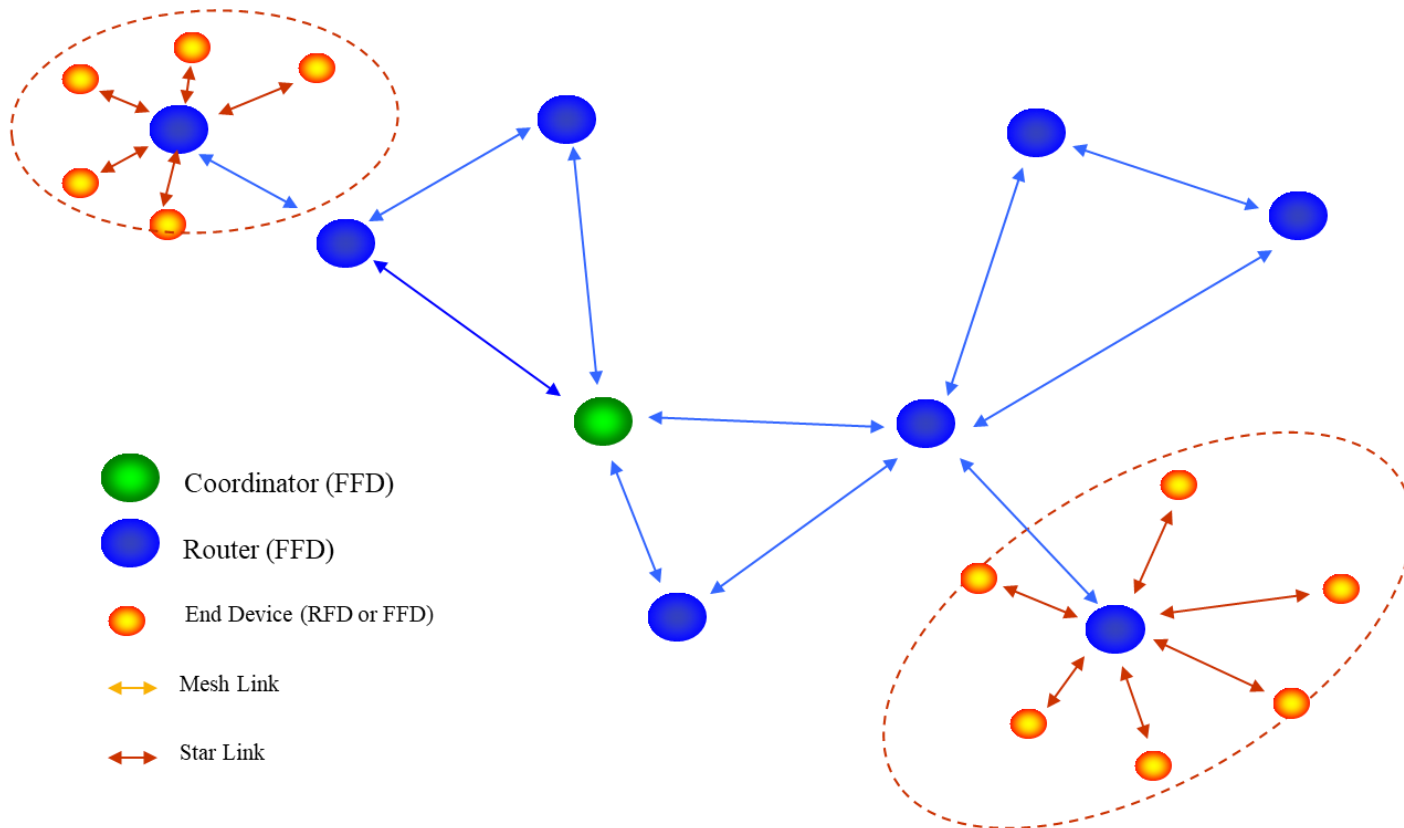 Coordinator (FFD)
Router (FFD)
End Device (RFD or FFD)
Mesh Link
Star Link